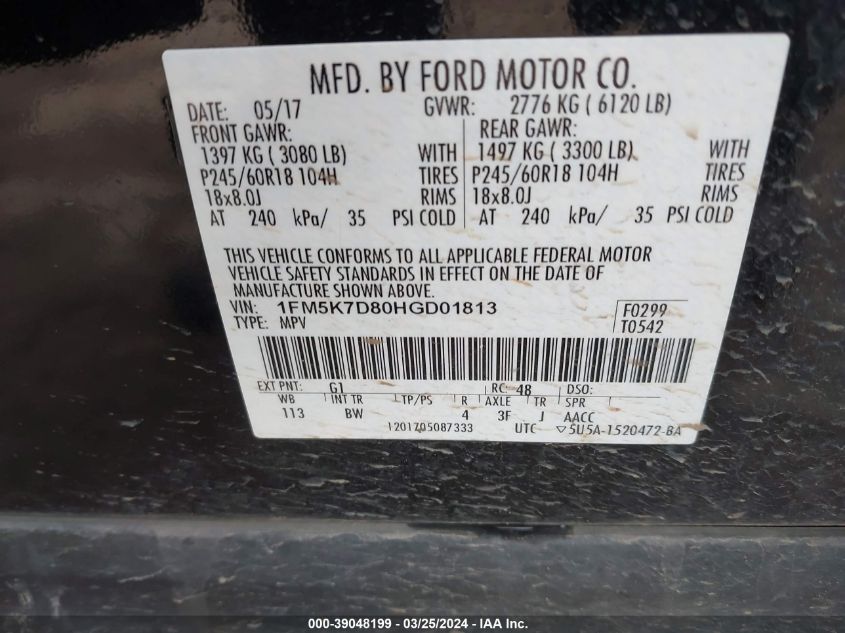 MFD. BY FORD MOTOR CO.
DATE: 05/17 GVWR: 2776 KG ( 6120 LB)
FRONT GAWR: REAR GAWR:
1397 KG ( 3080 LB) WITH 1497 KG ( 3300 LB) WITH
P245/60R18 104H TIRES P245/60R18 104H TIRES
18x8.0J RIMS 18x8.0J RIMS
AT 240 kPa/ 35 PSI COLD AT 240 kPa/ 35 PSI COLD
THIS VEHICLE CONFORMS TO ALL APPLICABLE FEDERAL MOTOR
VEHICLE SAFETY STANDARDS IN EFFECT ON THE DATE OF
MANUFACTURE SHOWN ABOVE.
VIN: 1FM5K7D80HGD01813 F0299
TYPE: MPV T0542
EXT PNT: G1 RC: 48 DSO:
WB INT TR TP/PS R AXLE TR SPR
113 BW 4 3F J AACC
1201705087333 UTC ▽5U5A-1520472-BA
000-39048199 / 03/25/2024 - IAA Inc.